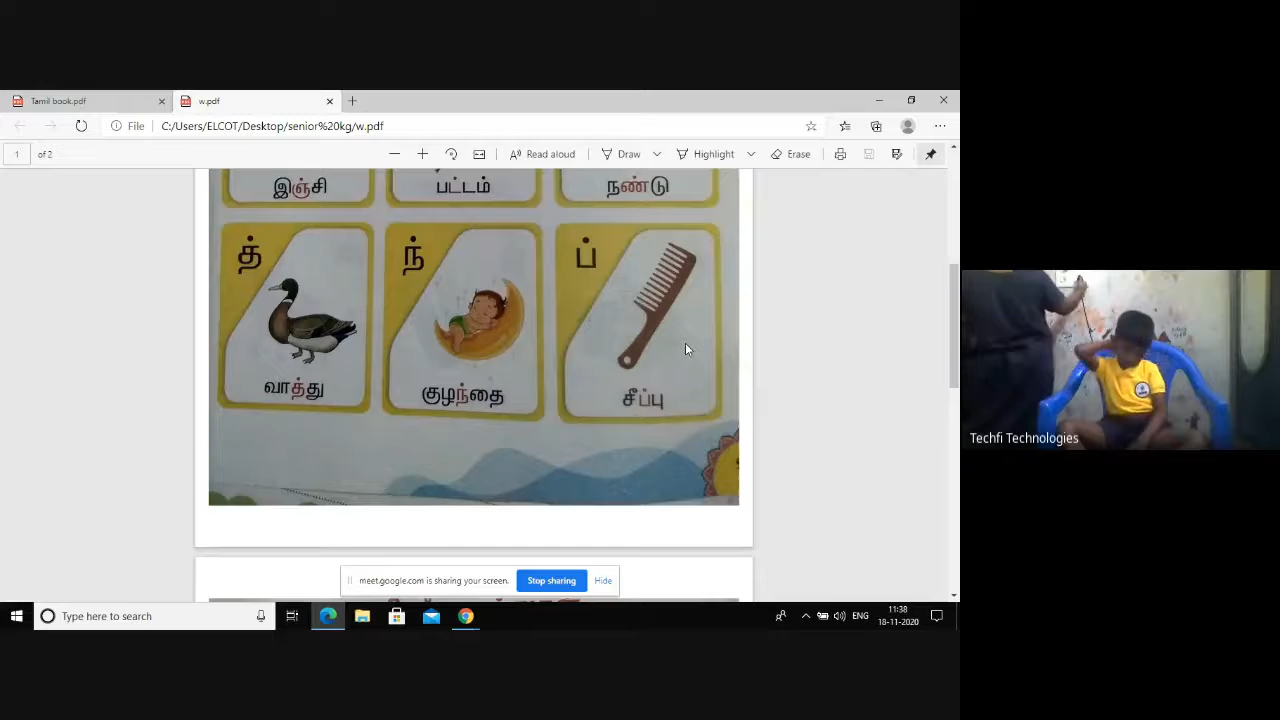 Tamil book.pdf
w.pdf
File
C:/Users/ELCOT/Desktop/senior%20kg/w.pdf
1 of 2
Read aloud
Draw
Highlight
Erase
இஞ்சி
பட்டம்
நண்டு
த்
ந்
ப்
வாத்து
குழந்தை
சீப்பு
Techfi Technologies
meet.google.com is sharing your screen.
Stop sharing
Hide
Type here to search
ENG
11:38
18-11-2020